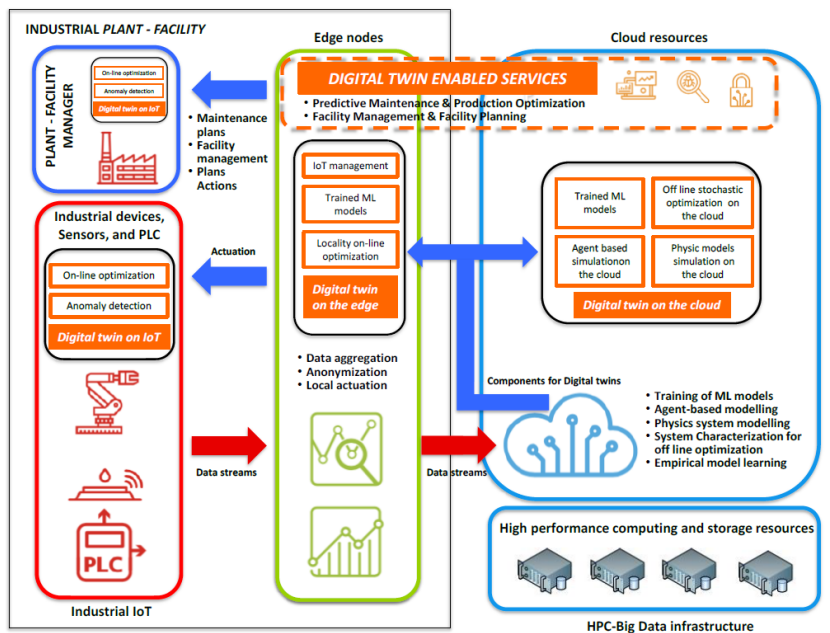 INDUSTRIAL PLANT - FACILITY
Edge nodes
Cloud resources
PLANT - FACILITY
MANAGER
On-line optimization
Anomaly detection
Digital twin on IoT
• Maintenance
plans
• Facility
management
• Plans
Actions
DIGITAL TWIN ENABLED SERVICES
• Predictive Maintenance & Production Optimization
• Facility Management & Facility Planning
Industrial devices,
Sensors, and PLC
On-line optimization
Anomaly detection
Digital twin on IoT
PLC
Industrial IoT
Actuation
Data streams
IoT management
Trained ML
models
Locality on-line
optimization
Digital twin
on the edge
• Data aggregation
• Anonymization
• Local actuation
Data streams
Trained ML
models
Off line stochastic
optimization on
the cloud
Agent based
simulationon
the cloud
Physic models
simulation on
the cloud
Digital twin on the cloud
Components for Digital twins
• Training of ML models
• Agent-based modelling
• Physics system modelling
• System Characterization for
off line optimization
• Empirical model learning
High performance computing and storage resources
HPC-Big Data infrastructure